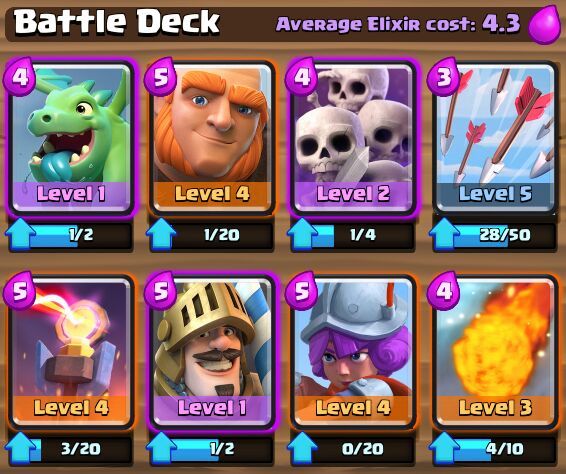 Battle Deck
Average Elixir cost: 4.3
4 5 4 3
Level 1 Level 4 Level 2 Level 5
1/2 1/20 1/4 28/50
5 5 5 4
Level 4 Level 1 Level 4 Level 3
3/20 1/2 0/20 4/10